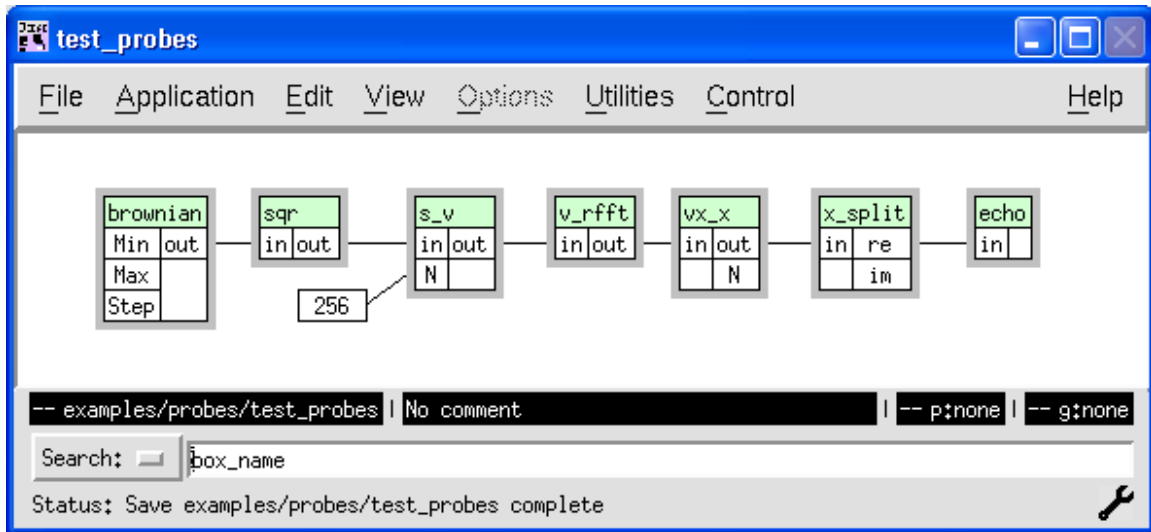 test_probes
File Application Edit View Options Utilities Control Help
brownian sqr s_v v_rfft vx_x x_split echo
Min out in out in out in out in out in re in
Max N N im
Step 256
-- examples/probes/test_probes | No comment | -- p:none | -- g:none
Search: box_name
Status: Save examples/probes/test_probes complete